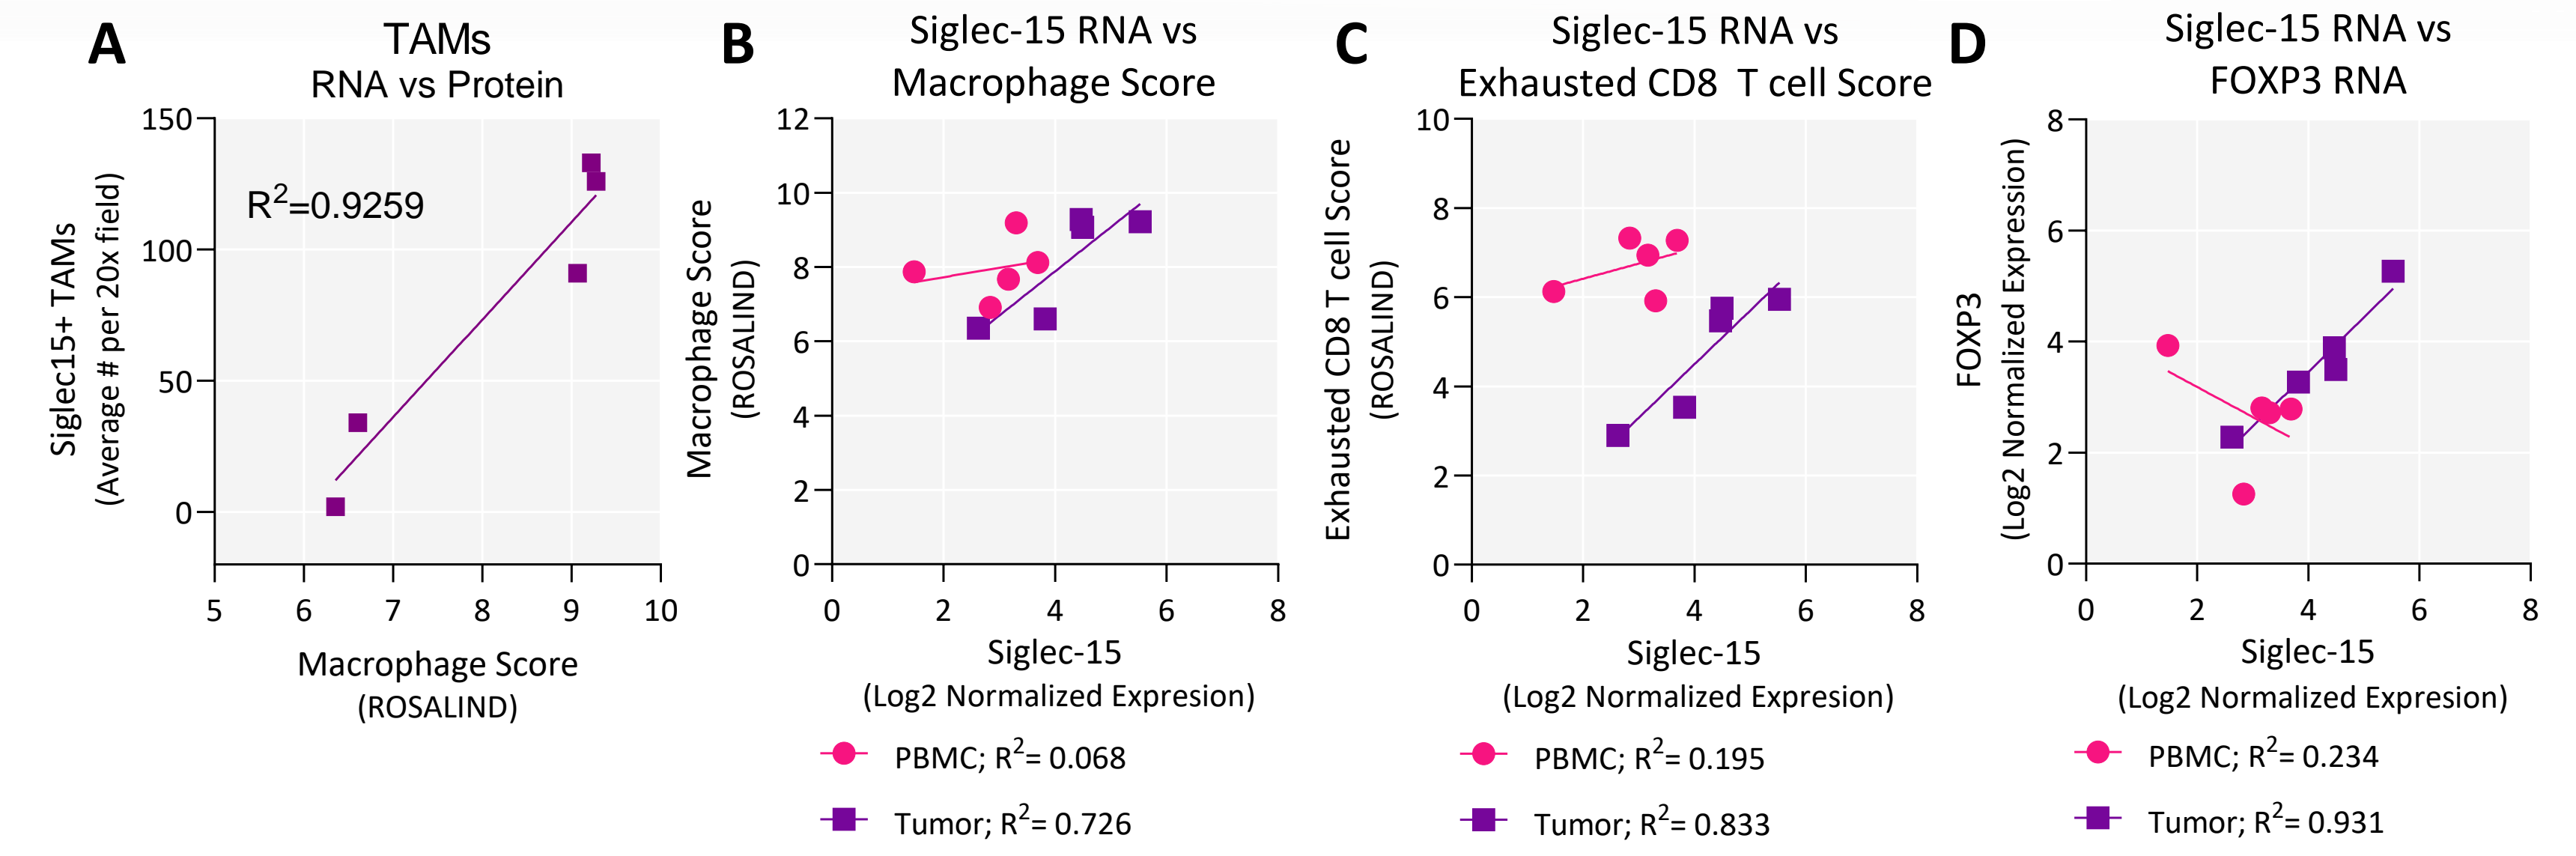 A
TAMs
RNA vs Protein
150
100
50
0
Siglec15+ TAMs
(Average # per 20x field)
R2=0.9259
5 6 7 8 9 10
Macrophage Score
(ROSALIND)
B
Siglec-15 RNA vs
Macrophage Score
12
10
8
6
4
2
0
Macrophage Score
(ROSALIND)
0 2 4 6 8
Siglec-15
(Log2 Normalized Expresion)
PBMC; R2= 0.068
Tumor; R2= 0.726
C
Siglec-15 RNA vs
Exhausted CD8 T cell Score
10
8
6
4
2
0
Exhausted CD8 T cell Score
(ROSALIND)
0 2 4 6 8
Siglec-15
(Log2 Normalized Expresion)
PBMC; R2= 0.195
Tumor; R2= 0.833
D
Siglec-15 RNA vs
FOXP3 RNA
8
6
4
2
0
FOXP3
(Log2 Normalized Expression)
0 2 4 6 8
Siglec-15
(Log2 Normalized Expresion)
PBMC; R2= 0.234
Tumor; R2= 0.931